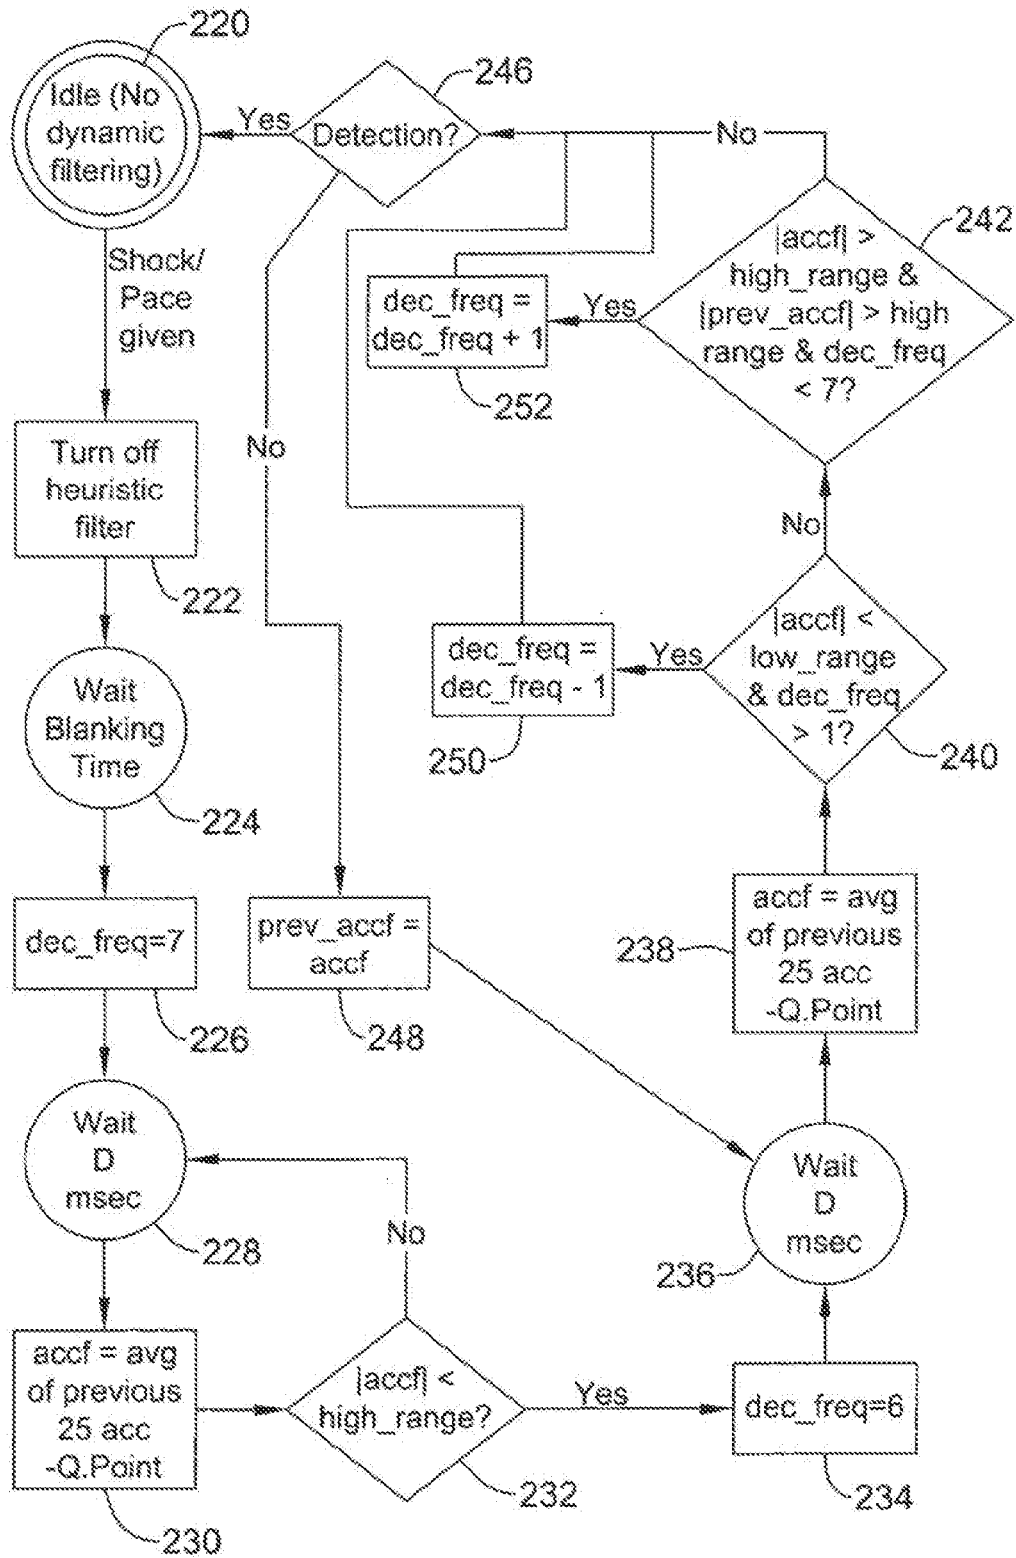 220
Idle (No
dynamic
filtering)
Yes
Detection?
246
No
Shock/
Pace
given
dec_freq =
dec_freq + 1
252
Yes
|accf| >
high_range &
|prev_accf| > high
range & dec_freq
< 7?
242
Turn off
heuristic
filter
222
No
No
Wait
Blanking
Time
224
dec_freq =
dec_freq - 1
250
Yes
|accf| <
low_range
& dec_freq
> 1?
240
dec_freq=7
226
prev_accf =
accf
248
238
accf = avg
of previous
25 acc
-Q.Point
Wait
D
msec
228
No
Wait
D
msec
236
accf = avg
of previous
25 acc
-Q.Point
230
|accf| <
high_range?
232
Yes
dec_freq=6
234